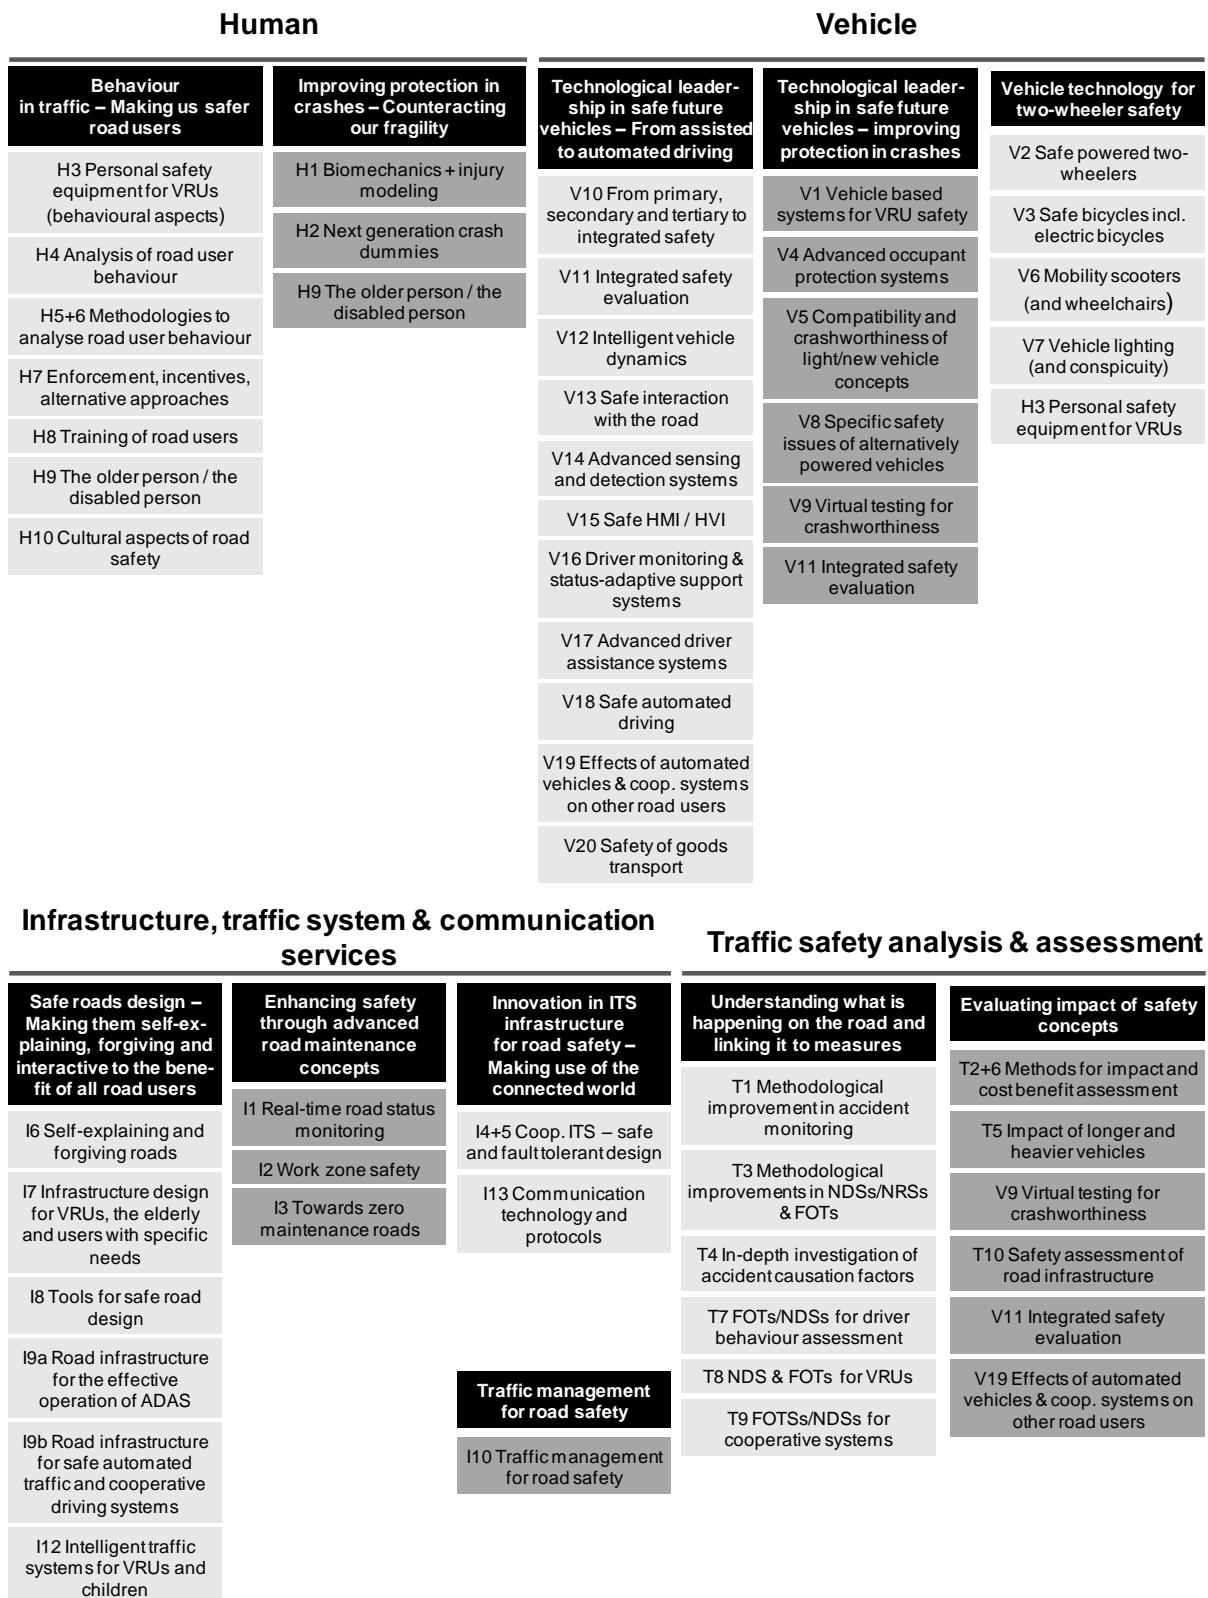 Human
Behaviour
in traffic – Making us safer
road users
H3 Personal safety
equipment for VRUs
(behavioural aspects)
H4 Analysis of road user
behaviour
H5+6 Methodologies to
analyse road user behaviour
H7 Enforcement, incentives,
alternative approaches
H8 Training of road users
H9 The older person / the
disabled person
H10 Cultural aspects of road
safety
Improving protection in
crashes – Counteracting
our fragility
H1 Biomechanics + injury
modeling
H2 Next generation crash
dummies
H9 The older person / the
disabled person
Vehicle
Technological leader-
ship in safe future
vehicles – From assisted
to automated driving
V10 From primary,
secondary and tertiary to
integrated safety
V11 Integrated safety
evaluation
V12 Intelligent vehicle
dynamics
V13 Safe interaction
with the road
V14 Advanced sensing
and detection systems
V15 Safe HMI / HVI
V16 Driver monitoring &
status-adaptive support
systems
V17 Advanced driver
assistance systems
V18 Safe automated
driving
V19 Effects of automated
vehicles & coop. systems
on other road users
V20 Safety of goods
transport
Technological leader-
ship in safe future
vehicles – improving
protection in crashes
V1 Vehicle based
systems for VRU safety
V4 Advanced occupant
protection systems
V5 Compatibility and
crashworthiness of
light/new vehicle
concepts
V8 Specific safety
issues of alternatively
powered vehicles
V9 Virtual testing for
crashworthiness
V11 Integrated safety
evaluation
Vehicle technology for
two-wheeler safety
V2 Safe powered two-
wheelers
V3 Safe bicycles incl.
electric bicycles
V6 Mobility scooters
(and wheelchairs)
V7 Vehicle lighting
(and conspicuity)
H3 Personal safety
equipment for VRUs
Infrastructure, traffic system & communication
services
Safe roads design –
Making them self-ex-
plaining, forgiving and
interactive to the bene-
fit of all road users
I6 Self-explaining and
forgiving roads
I7 Infrastructure design
for VRUs, the elderly
and users with specific
needs
I8 Tools for safe road
design
I9a Road infrastructure
for the effective
operation of ADAS
I9b Road infrastructure
for safe automated
traffic and cooperative
driving systems
I12 Intelligent traffic
systems for VRUs and
children
Enhancing safety
through advanced
road maintenance
concepts
I1 Real-time road status
monitoring
I2 Work zone safety
I3 Towards zero
maintenance roads
Innovation in ITS
infrastructure
for road safety –
Making use of the
connected world
I4+5 Coop. ITS – safe
and fault tolerant design
I13 Communication
technology and
protocols
Traffic management
for road safety
I10 Traffic management
for road safety
Traffic safety analysis & assessment
Understanding what is
happening on the road and
linking it to measures
T1 Methodological
improvement in accident
monitoring
T3 Methodological
improvements in NDSs/NRSs
& FOTs
T4 In-depth investigation of
accident causation factors
T7 FOTs/NDSs for driver
behaviour assessment
T8 NDS & FOTs for VRUs
T9 FOTSs/NDSs for
cooperative systems
Evaluating impact of safety
concepts
T2+6 Methods for impact and
cost benefit assessment
T5 Impact of longer and
heavier vehicles
V9 Virtual testing for
crashworthiness
T10 Safety assessment of
road infrastructure
V11 Integrated safety
evaluation
V19 Effects of automated
vehicles & coop. systems on
other road users